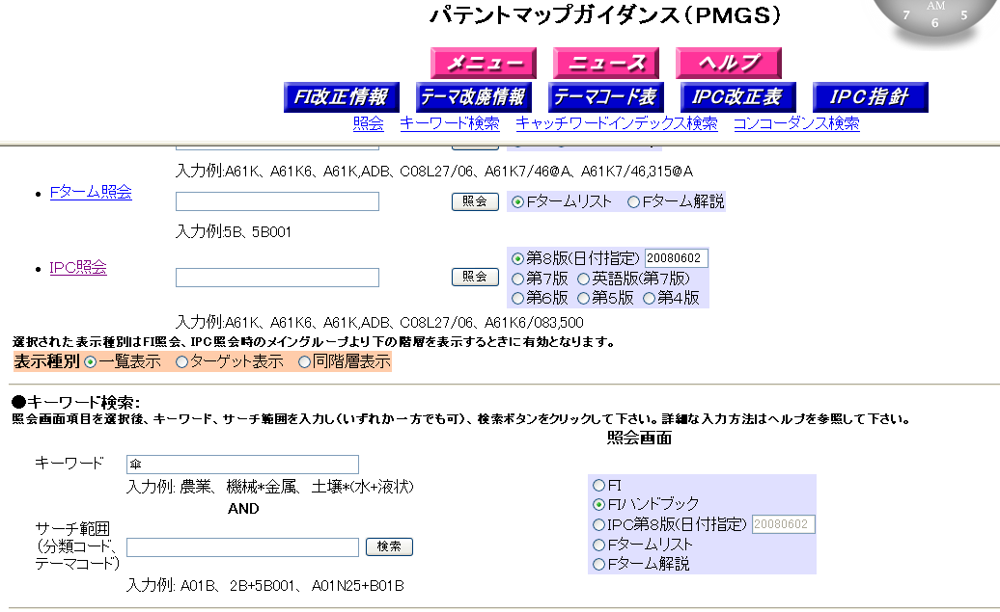 パテントマップガイダンス(PMGS)
AM
7 6 5
メニュー ニュース ヘルプ
FI改正情報 テーマ改廃情報 テーマコード表 IPC改正表 IPC指針
照会 キーワード検索 キャッチワードインデックス検索 コンコーダンス検索
入力例:A61K、A61K6、A61K,ADB、C08L27/06、A61K7/46@A、A61K7/46,315@A
Fターム照会 照会 Fタームリスト Fターム解説
入力例:5B、5B001
IPC照会 照会 第8版(日付指定) 20080602
第7版 英語版(第7版)
第6版 第5版 第4版
入力例:A61K、A61K6、A61K,ADB、C08L27/06、A61K6/083,500
選択された表示種別はFI照会、IPC照会時のメイングループより下の階層を表示するときに有効となります。
表示種別 一覧表示 ターゲット表示 同階層表示
●キーワード検索:
照会画面項目を選択後、キーワード、サーチ範囲を入力し(いずれか一方でも可)、検索ボタンをクリックして下さい。詳細な入力方法はヘルプを参照して下さい。
照会画面
キーワード 傘
入力例: 農業、 機械*金属、 土壌*(水+液状)
AND
サーチ範囲
(分類コード、
テーマコード)
検索
入力例: A01B、 2B+5B001、 A01N25+B01B
FI
FIハンドブック
IPC第8版(日付指定) 20080602
Fタームリスト
Fターム解説